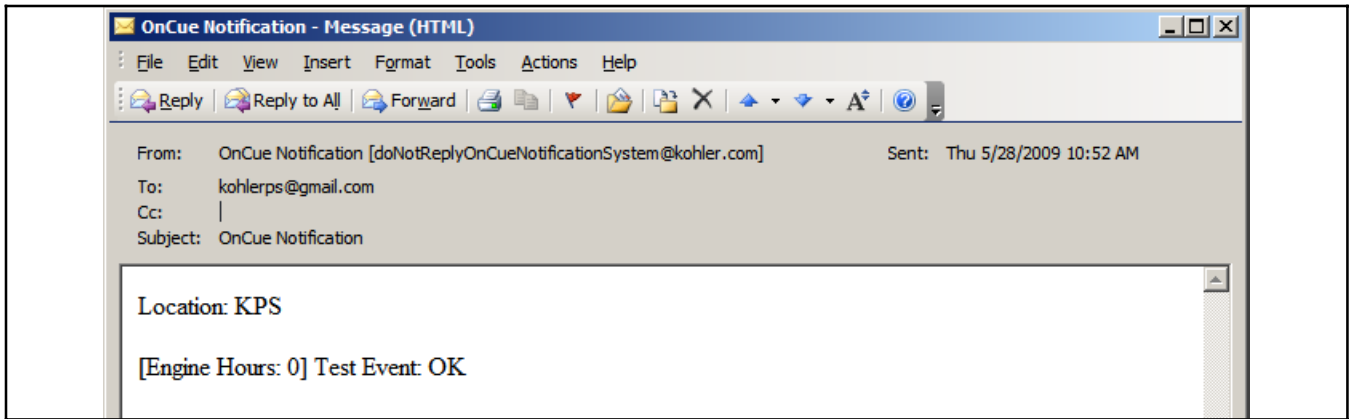 OnCue Notification - Message (HTML)
File Edit View Insert Format Tools Actions Help
Reply Reply to All Forward
From: OnCue Notification [doNotReplyOnCueNotificationSystem@kohler.com] Sent: Thu 5/28/2009 10:52 AM
To: kohlerps@gmail.com
Cc:
Subject: OnCue Notification
Location: KPS
[Engine Hours: 0] Test Event: OK